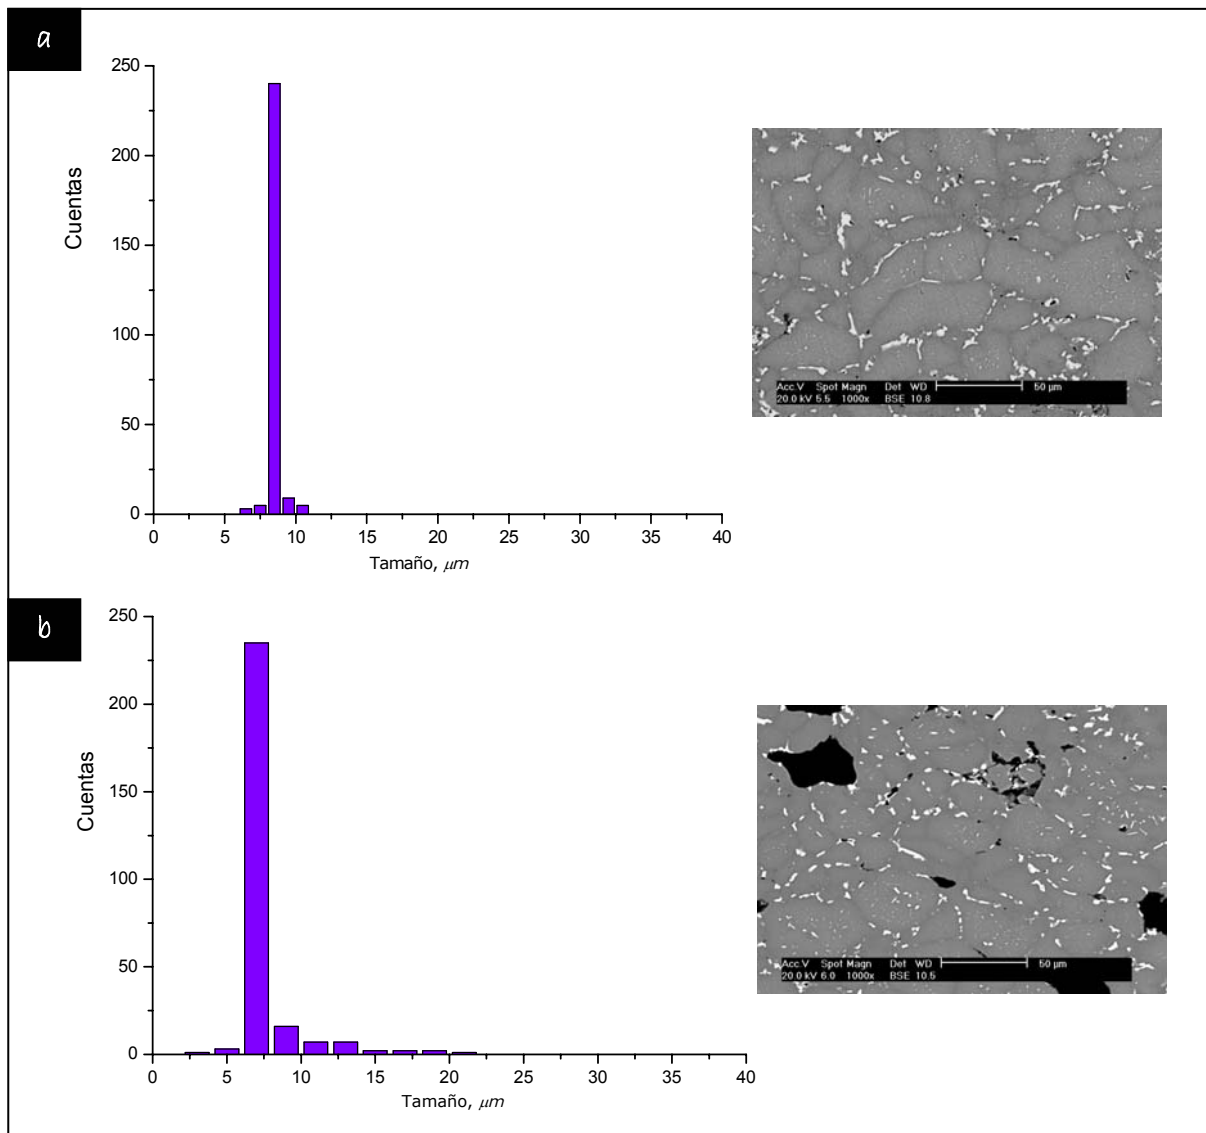 a
250
200
150
100
50
0
Cuentas
0 5 10 15 20 25 30 35 40
Tamaño, μm
Acc.V Spot Magn Det WD 50 µm
20.0 kV 5.5 1000x BSE 10.8
b
250
200
150
100
50
0
Cuentas
0 5 10 15 20 25 30 35 40
Tamaño, μm
Acc.V Spot Magn Det WD 50 µm
20.0 kV 6.0 1000x BSE 10.5